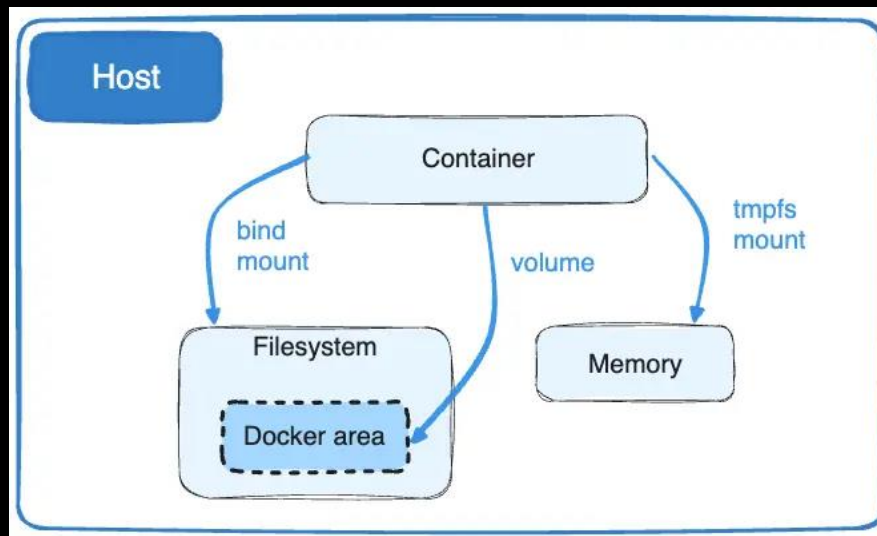 Host
Container
bind
mount
volume
tmpfs
mount
Filesystem
Docker area
Memory